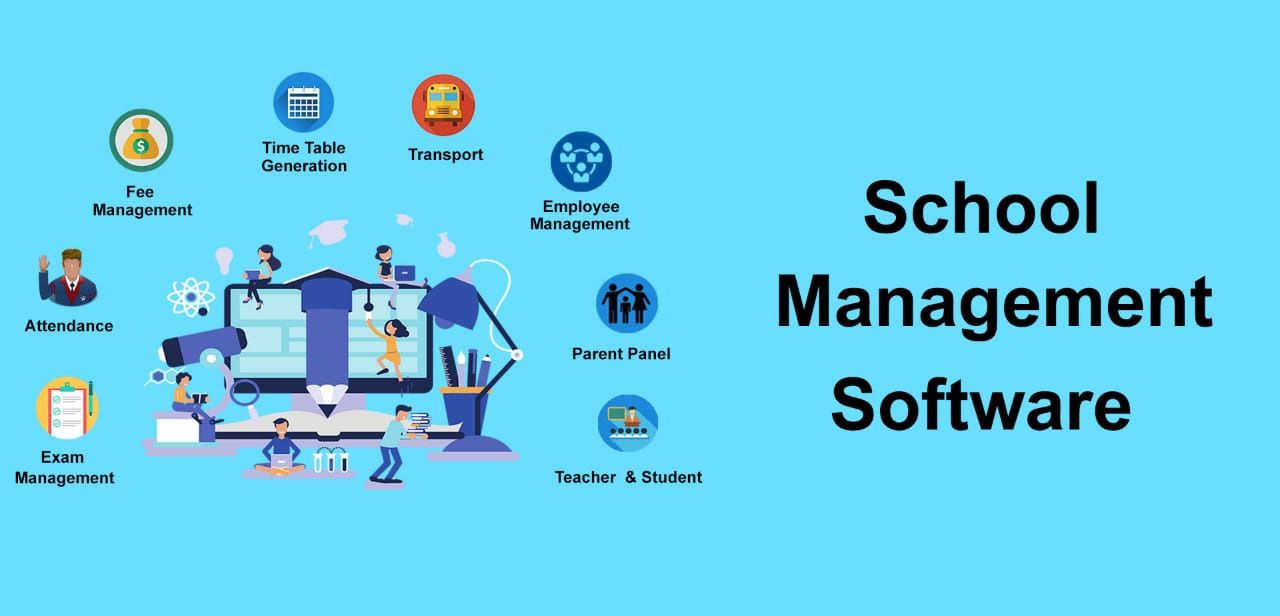 Time Table
Generation
Transport
Fee
Management
Employee
Management
Attendance
Parent Panel
Exam
Management
Teacher & Student
School
Management
Software